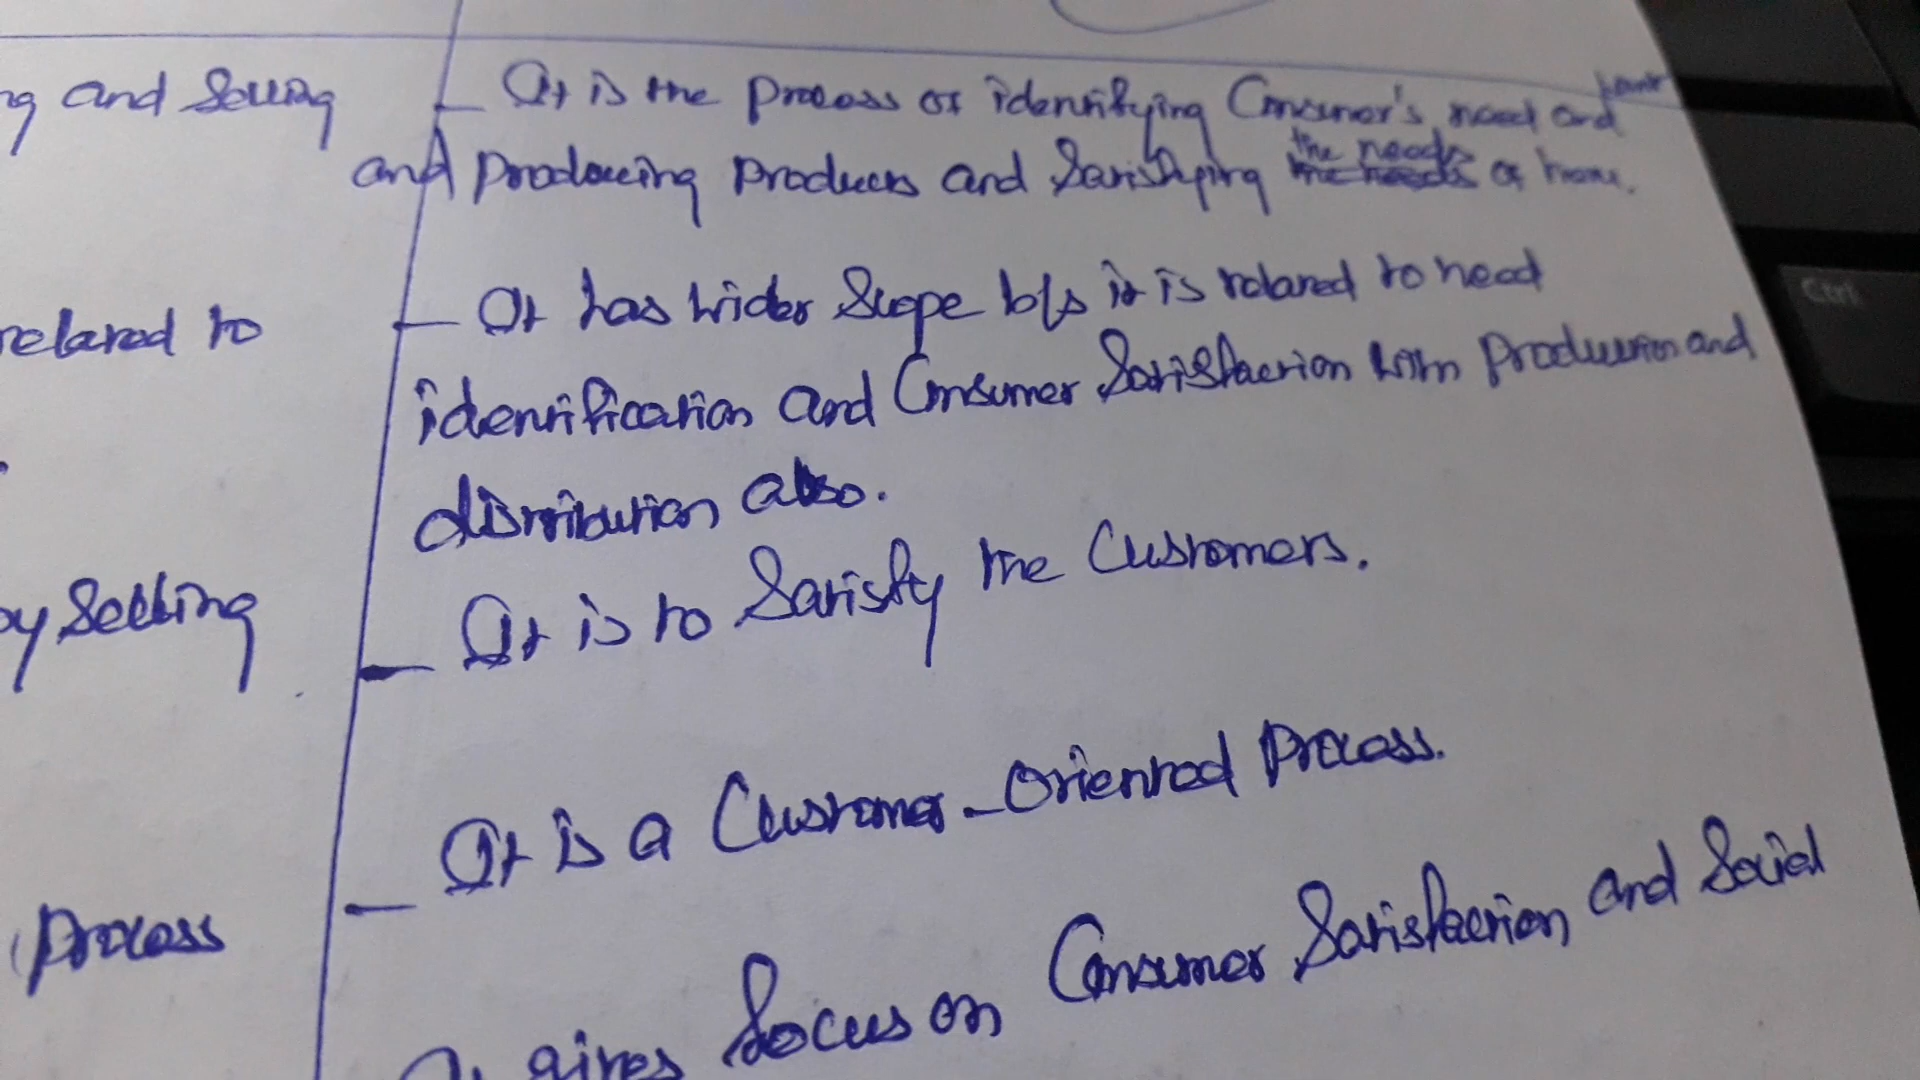 and Selling
It is the process of identifying Consumer's need and want
and producing products and Satisfying the needs of them.
related to
It has wider Scope b/s it is related to need
identification and Consumer Satisfaction with production and
distribution also.
by Selling
It is to Satisfy the Customers.
It is a Customer-Oriented Process.
Process
gives focus on Consumer Satisfaction and Social
Ctrl